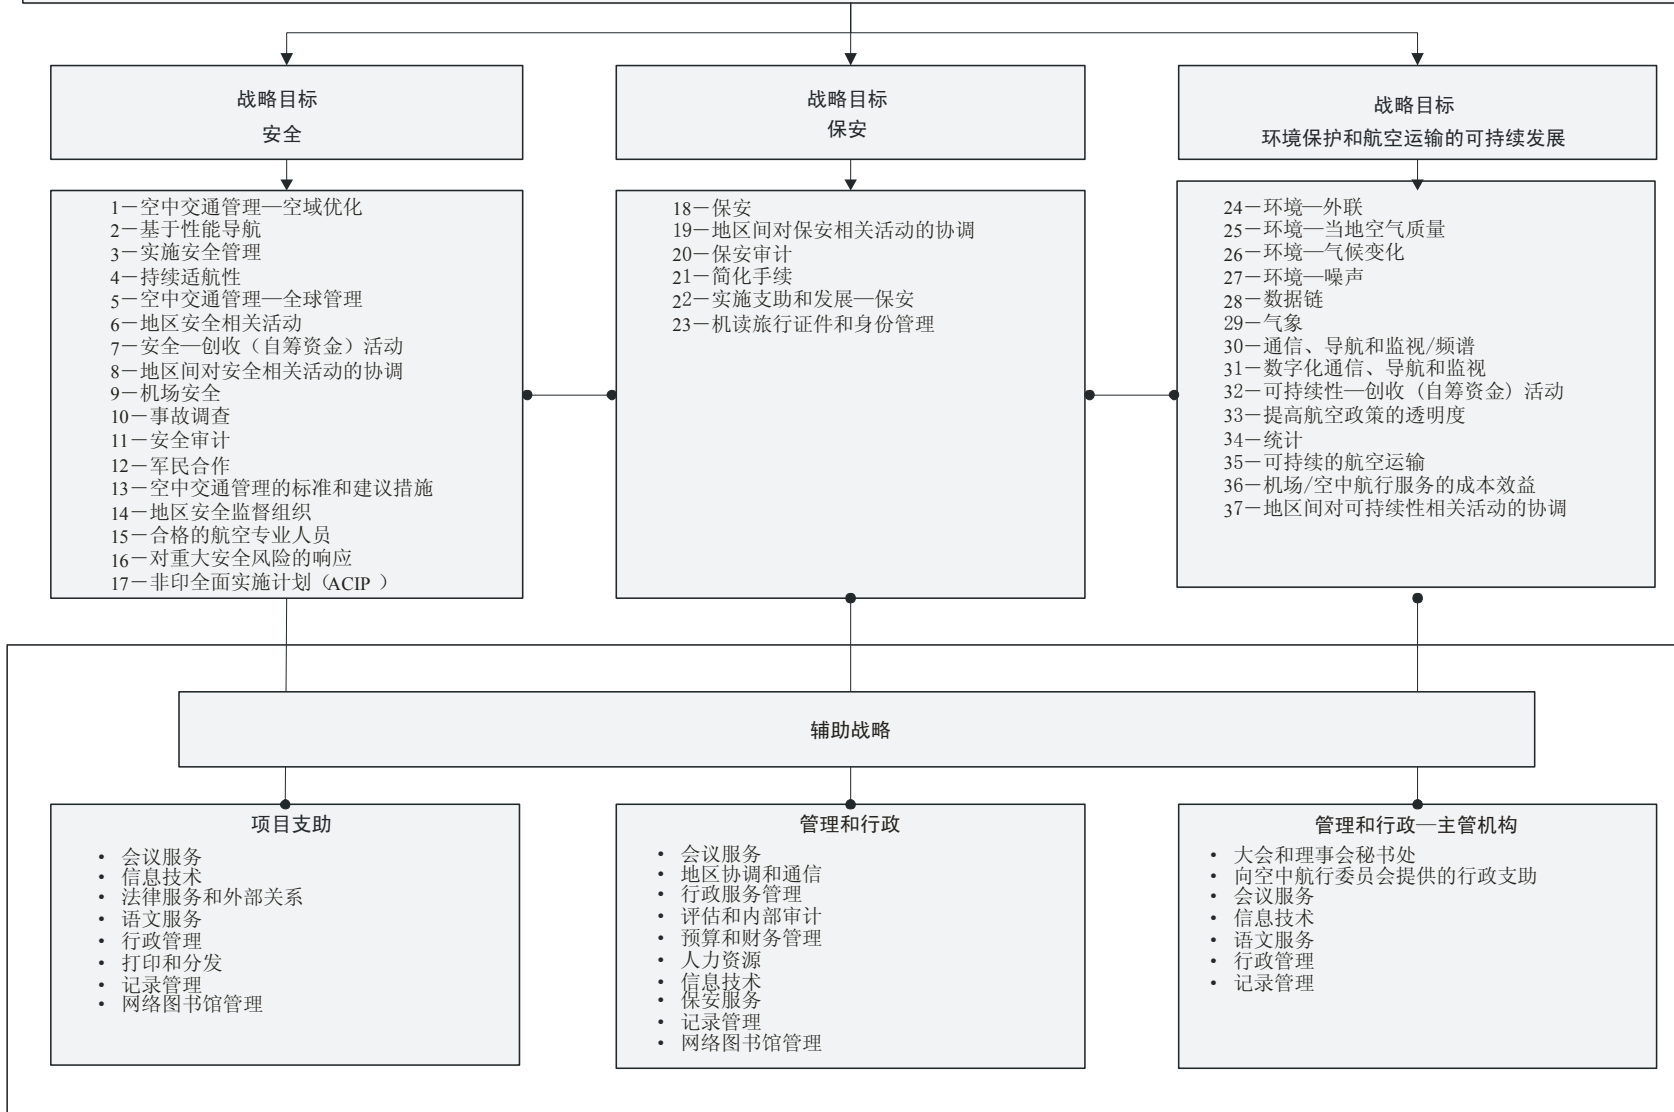 战略目标
安全
战略目标
保安
战略目标
环境保护和航空运输的可持续发展
1—空中交通管理—空域优化
2—基于性能导航
3—实施安全管理
4—持续适航性
5—空中交通管理—全球管理
6—地区安全相关活动
7—安全—创收（自筹资金）活动
8—地区间对安全相关活动的协调
9—机场安全
10—事故调查
11—安全审计
12—军民合作
13—空中交通管理的标准和建议措施
14—地区安全监督组织
15—合格的航空专业人员
16—对重大安全风险的响应
17—非印全面实施计划（ACIP ）
18—保安
19—地区间对保安相关活动的协调
20—保安审计
21—简化手续
22—实施支助和发展—保安
23—机读旅行证件和身份管理
24—环境—外联
25—环境—当地空气质量
26—环境—气候变化
27—环境—噪声
28—数据链
29—气象
30—通信、导航和监视/频谱
31—数字化通信、导航和监视
32—可持续性—创收（自筹资金）活动
33—提高航空政策的透明度
34—统计
35—可持续的航空运输
36—机场/空中航行服务的成本效益
37—地区间对可持续性相关活动的协调
辅助战略
项目支助
• 会议服务
• 信息技术
• 法律服务和外部关系
• 语文服务
• 行政管理
• 打印和分发
• 记录管理
• 网络图书馆管理
管理和行政
• 会议服务
• 地区协调和通信
• 行政服务管理
• 评估和内部审计
• 预算和财务管理
• 人力资源
• 信息技术
• 保安服务
• 记录管理
• 网络图书馆管理
管理和行政—主管机构
• 大会和理事会秘书处
• 向空中航行委员会提供的行政支助
• 会议服务
• 信息技术
• 语文服务
• 行政管理
• 记录管理